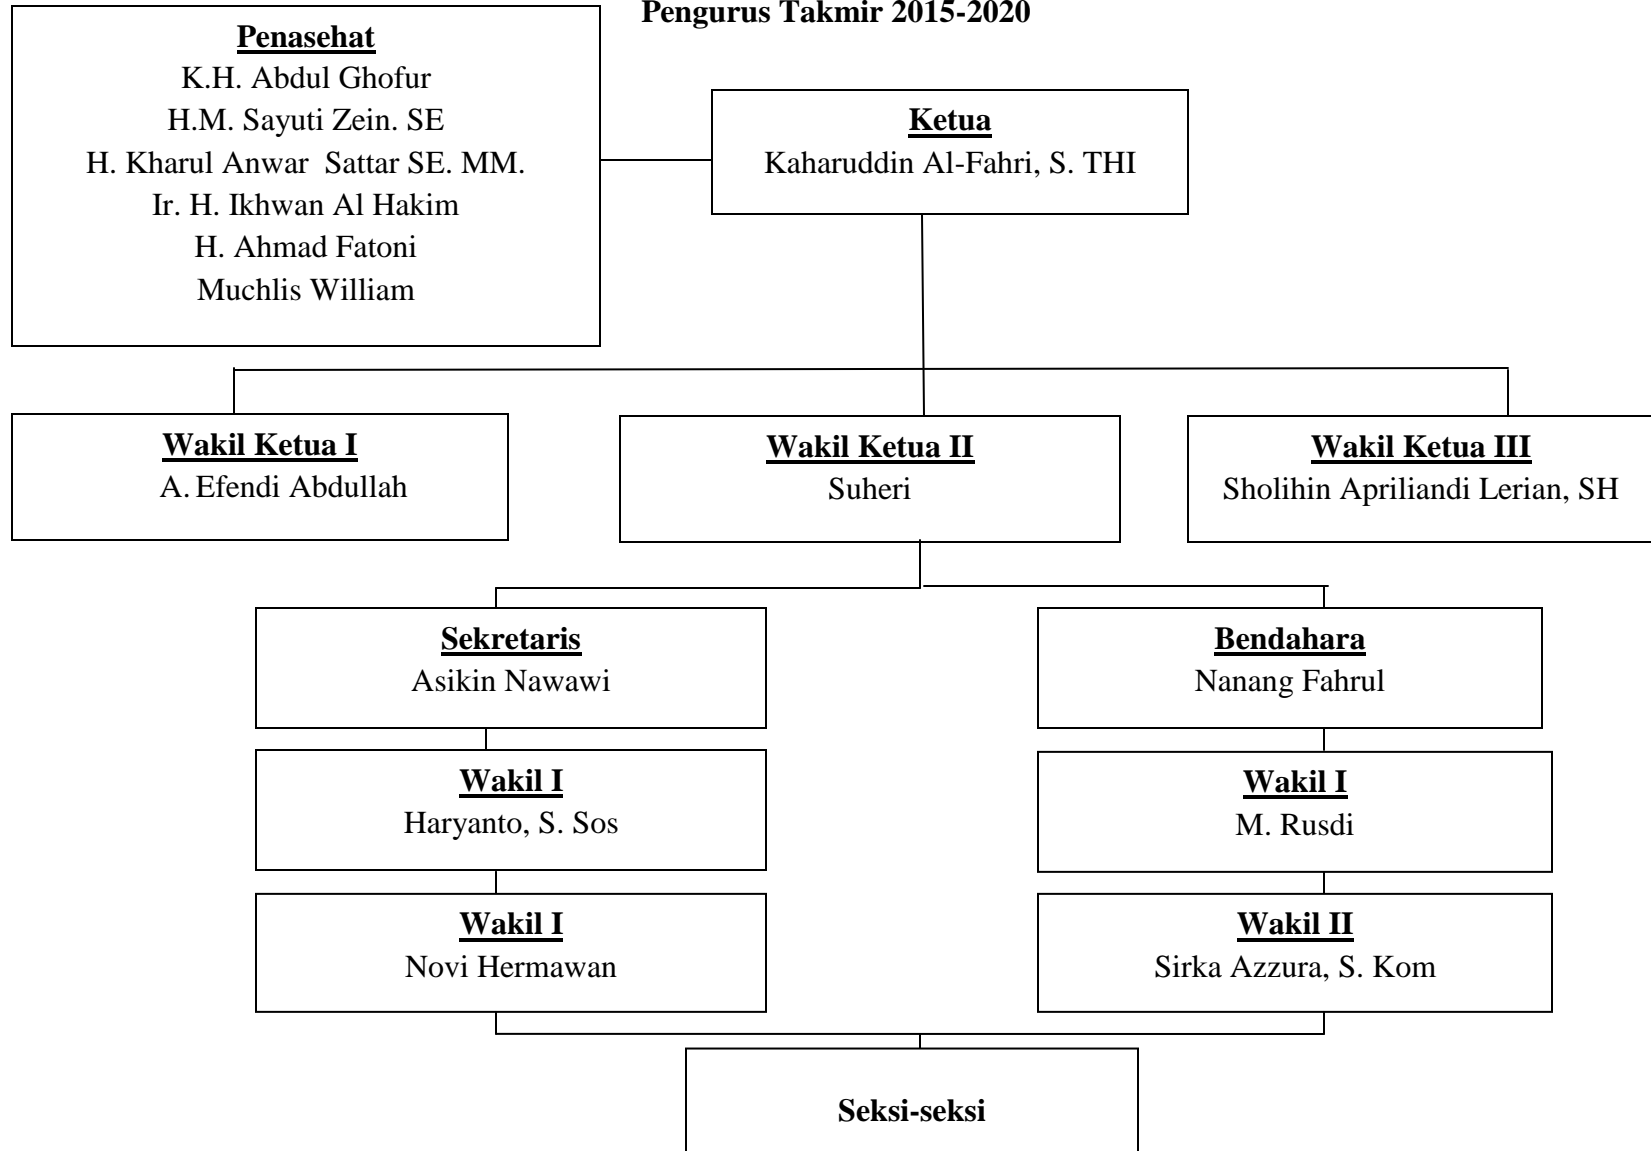 Pengurus Takmir 2015-2020
Penasehat
K.H. Abdul Ghofur
H.M. Sayuti Zein. SE
H. Kharul Anwar  Sattar SE. MM.
Ir. H. Ikhwan Al Hakim
H. Ahmad Fatoni
Muchlis William
Ketua
Kaharuddin Al-Fahri, S. THI
Wakil Ketua I
A. Efendi Abdullah
Wakil Ketua II
Suheri
Wakil Ketua III
Sholihin Apriliandi Lerian, SH
Sekretaris
Asikin Nawawi
Bendahara
Nanang Fahrul
Wakil I
Haryanto, S. Sos
Wakil I
M. Rusdi
Wakil I
Novi Hermawan
Wakil II
Sirka Azzura, S. Kom
Seksi-seksi